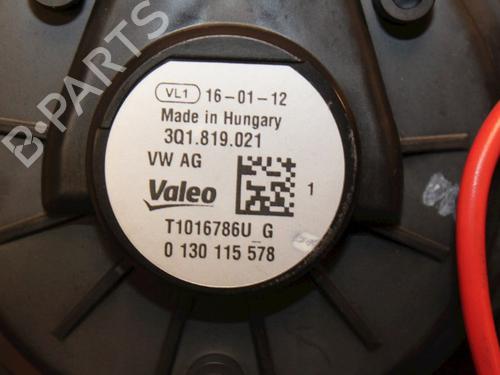 B-PARTS
VL1 16-01-12
Made in Hungary
3Q1.819.021
VW AG
Valeo
1
T1016786U G
0 130 115 578